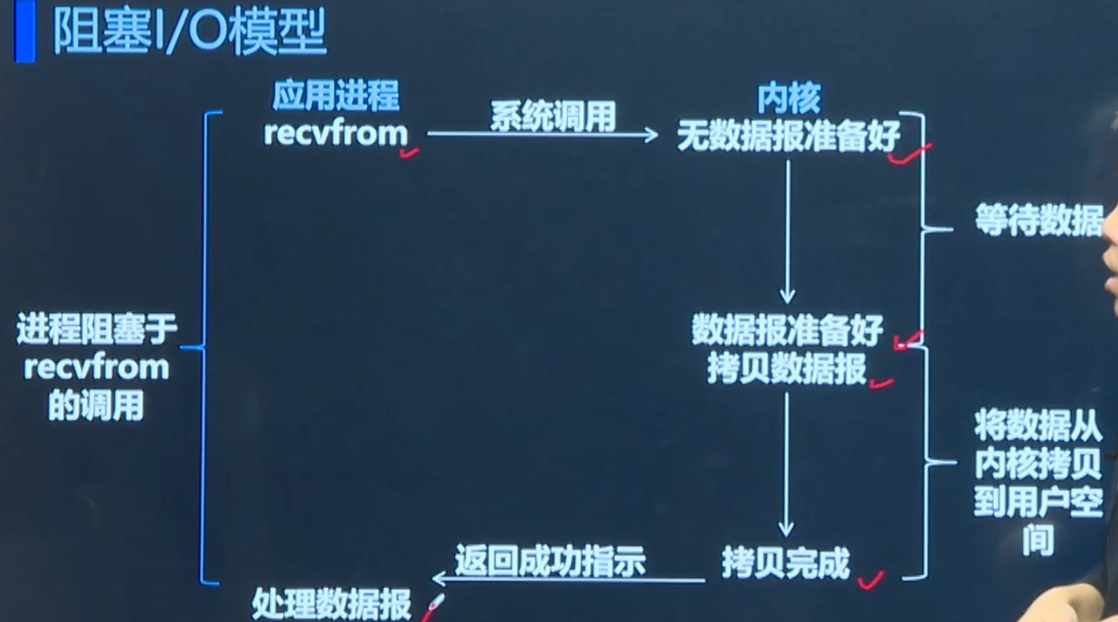 阻塞I/O模型
应用进程
recvfrom
系统调用
内核
无数据报准备好
等待数据
进程阻塞于
recvfrom
的调用
数据报准备好
拷贝数据报
将数据从
内核拷贝
到用户空
间
返回成功指示
拷贝完成
处理数据报